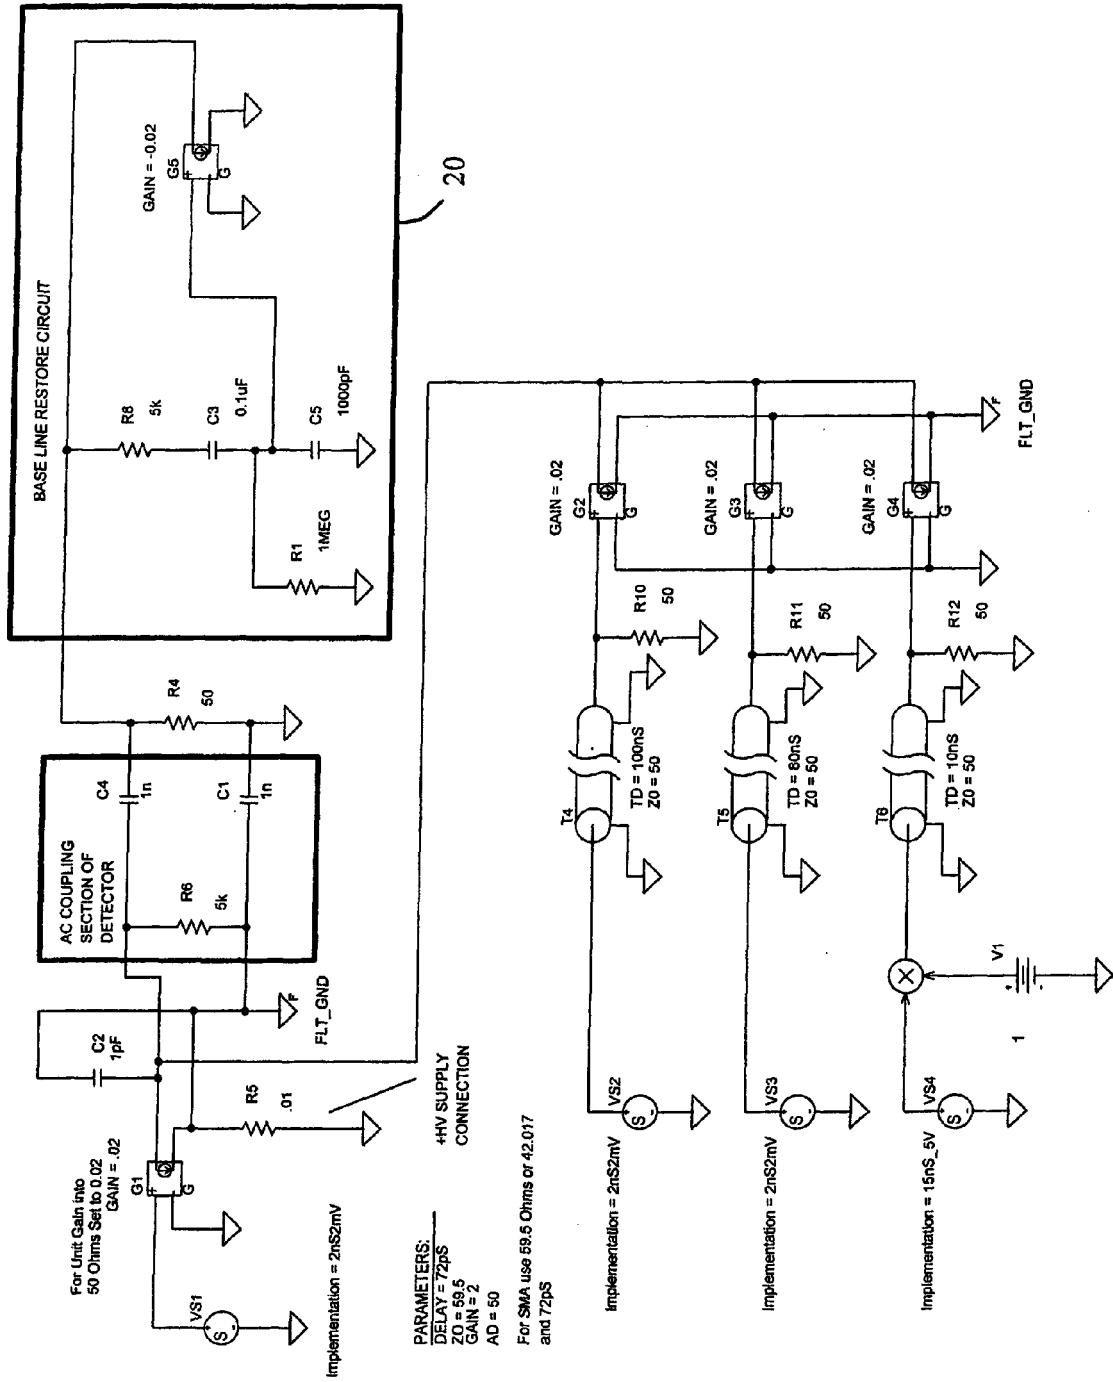 BASE LINE RESTORE CIRCUIT
GAIN = -0.02
G5
+
G
R8
5k
C3
0.1uF
C5
1000pF
R1
1MEG
20
AC COUPLING
SECTION OF
DETECTOR
C4
1n
C1
1n
R6
5k
R4
50
For Unit Gain into
50 Ohms Set to 0.02
GAIN = .02
G1
+
G
C2
1pF
R5
.01
F
FLT_GND
+HV SUPPLY
CONNECTION
VS1
S
Implementation = 2nS2mV
PARAMETERS:
DELAY = 72pS
ZO = 59.5
GAIN = 2
AD = 50
For SMA use 59.5 Ohms or 42.017
and 72pS
GAIN = .02
G2
+
G
R10
50
T4
TD = 100nS
Z0 = 50
VS2
S
Implementation = 2nS2mV
GAIN = .02
G3
+
G
R11
50
T5
TD = 80nS
Z0 = 50
VS3
S
Implementation = 2nS2mV
GAIN = .02
G4
+
G
R12
50
T6
TD = 10nS
Z0 = 50
VS4
S
Implementation = 15nS_5V
V1
1
F
FLT_GND